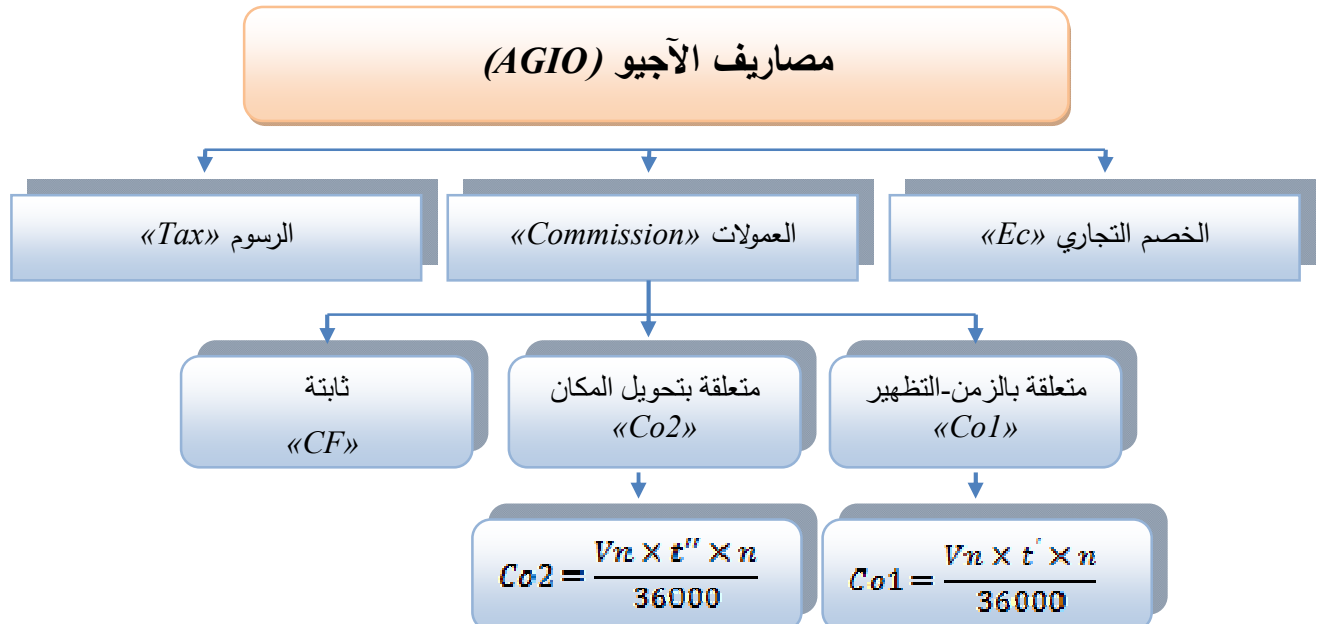 مصاريف الآجيو (AGIO)
الخصم التجاري «Ec»
العمولات «Commission»
الرسوم «Tax»
متعلقة بالزمن-التظهير
«Co1»
متعلقة بتحويل المكان
«Co2»
ثابتة
«CF»
Co1 = Vn × t′ × n / 36000
Co2 = Vn × t″ × n / 36000